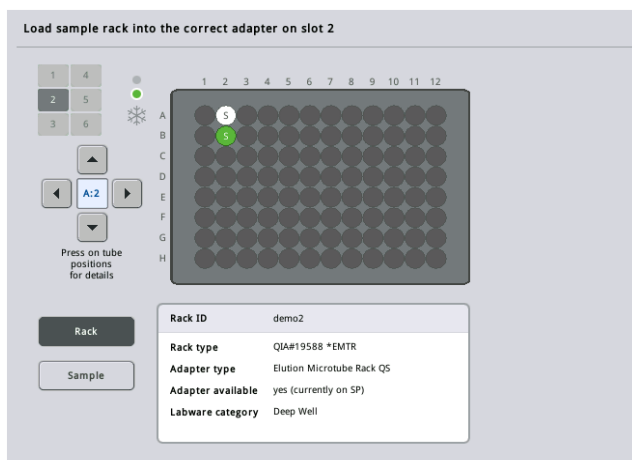 Load sample rack into the correct adapter on slot 2
1 4
2 5
3 6
1 2 3 4 5 6 7 8 9 10 11 12
A S
B S
C
D
E
F
G
H
A:2
Press on tube
positions
for details
Rack
Sample
Rack ID demo2
Rack type QIA#19588 *EMTR
Adapter type Elution Microtube Rack QS
Adapter available yes (currently on SP)
Labware category Deep Well